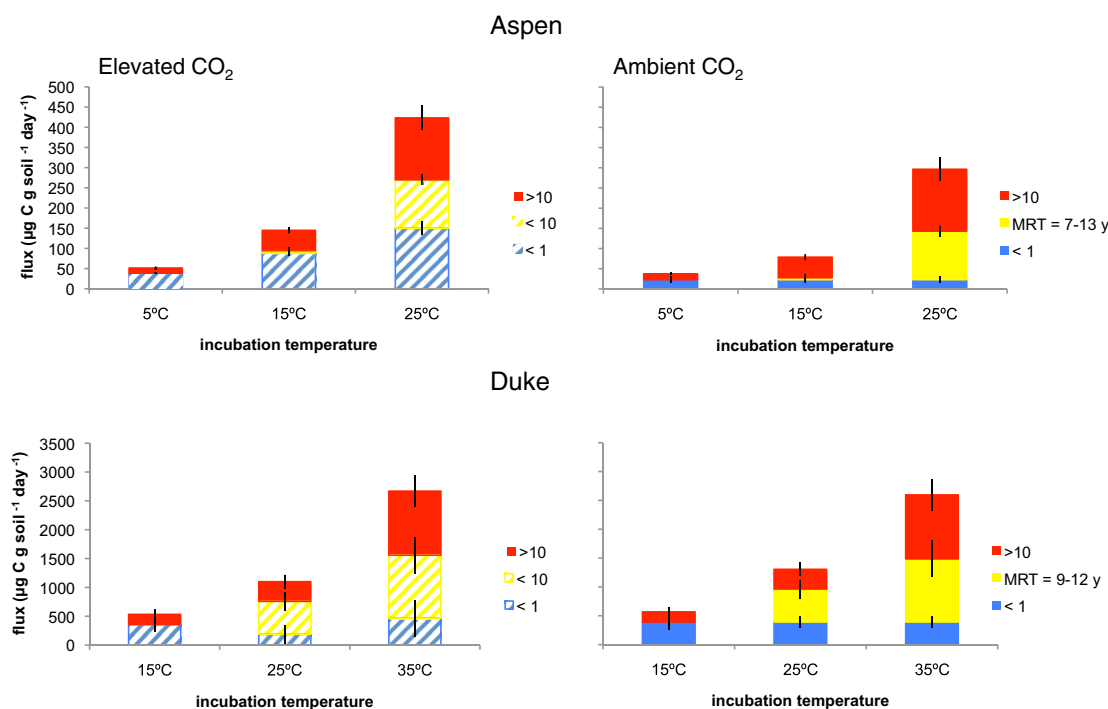 Aspen
Elevated CO₂
Ambient CO₂
flux (µg C g soil ⁻¹ day ⁻¹)
500
450
400
350
300
250
200
150
100
50
0
>10
< 10
< 1
5ºC
15ºC
25ºC
incubation temperature
>10
MRT = 7-13 y
< 1
5ºC
15ºC
25ºC
incubation temperature
Duke
flux (µg C g soil ⁻¹ day ⁻¹)
3500
3000
2500
2000
1500
1000
500
0
>10
< 10
< 1
15ºC
25ºC
35ºC
incubation temperature
>10
MRT = 9-12 y
< 1
15ºC
25ºC
35ºC
incubation temperature